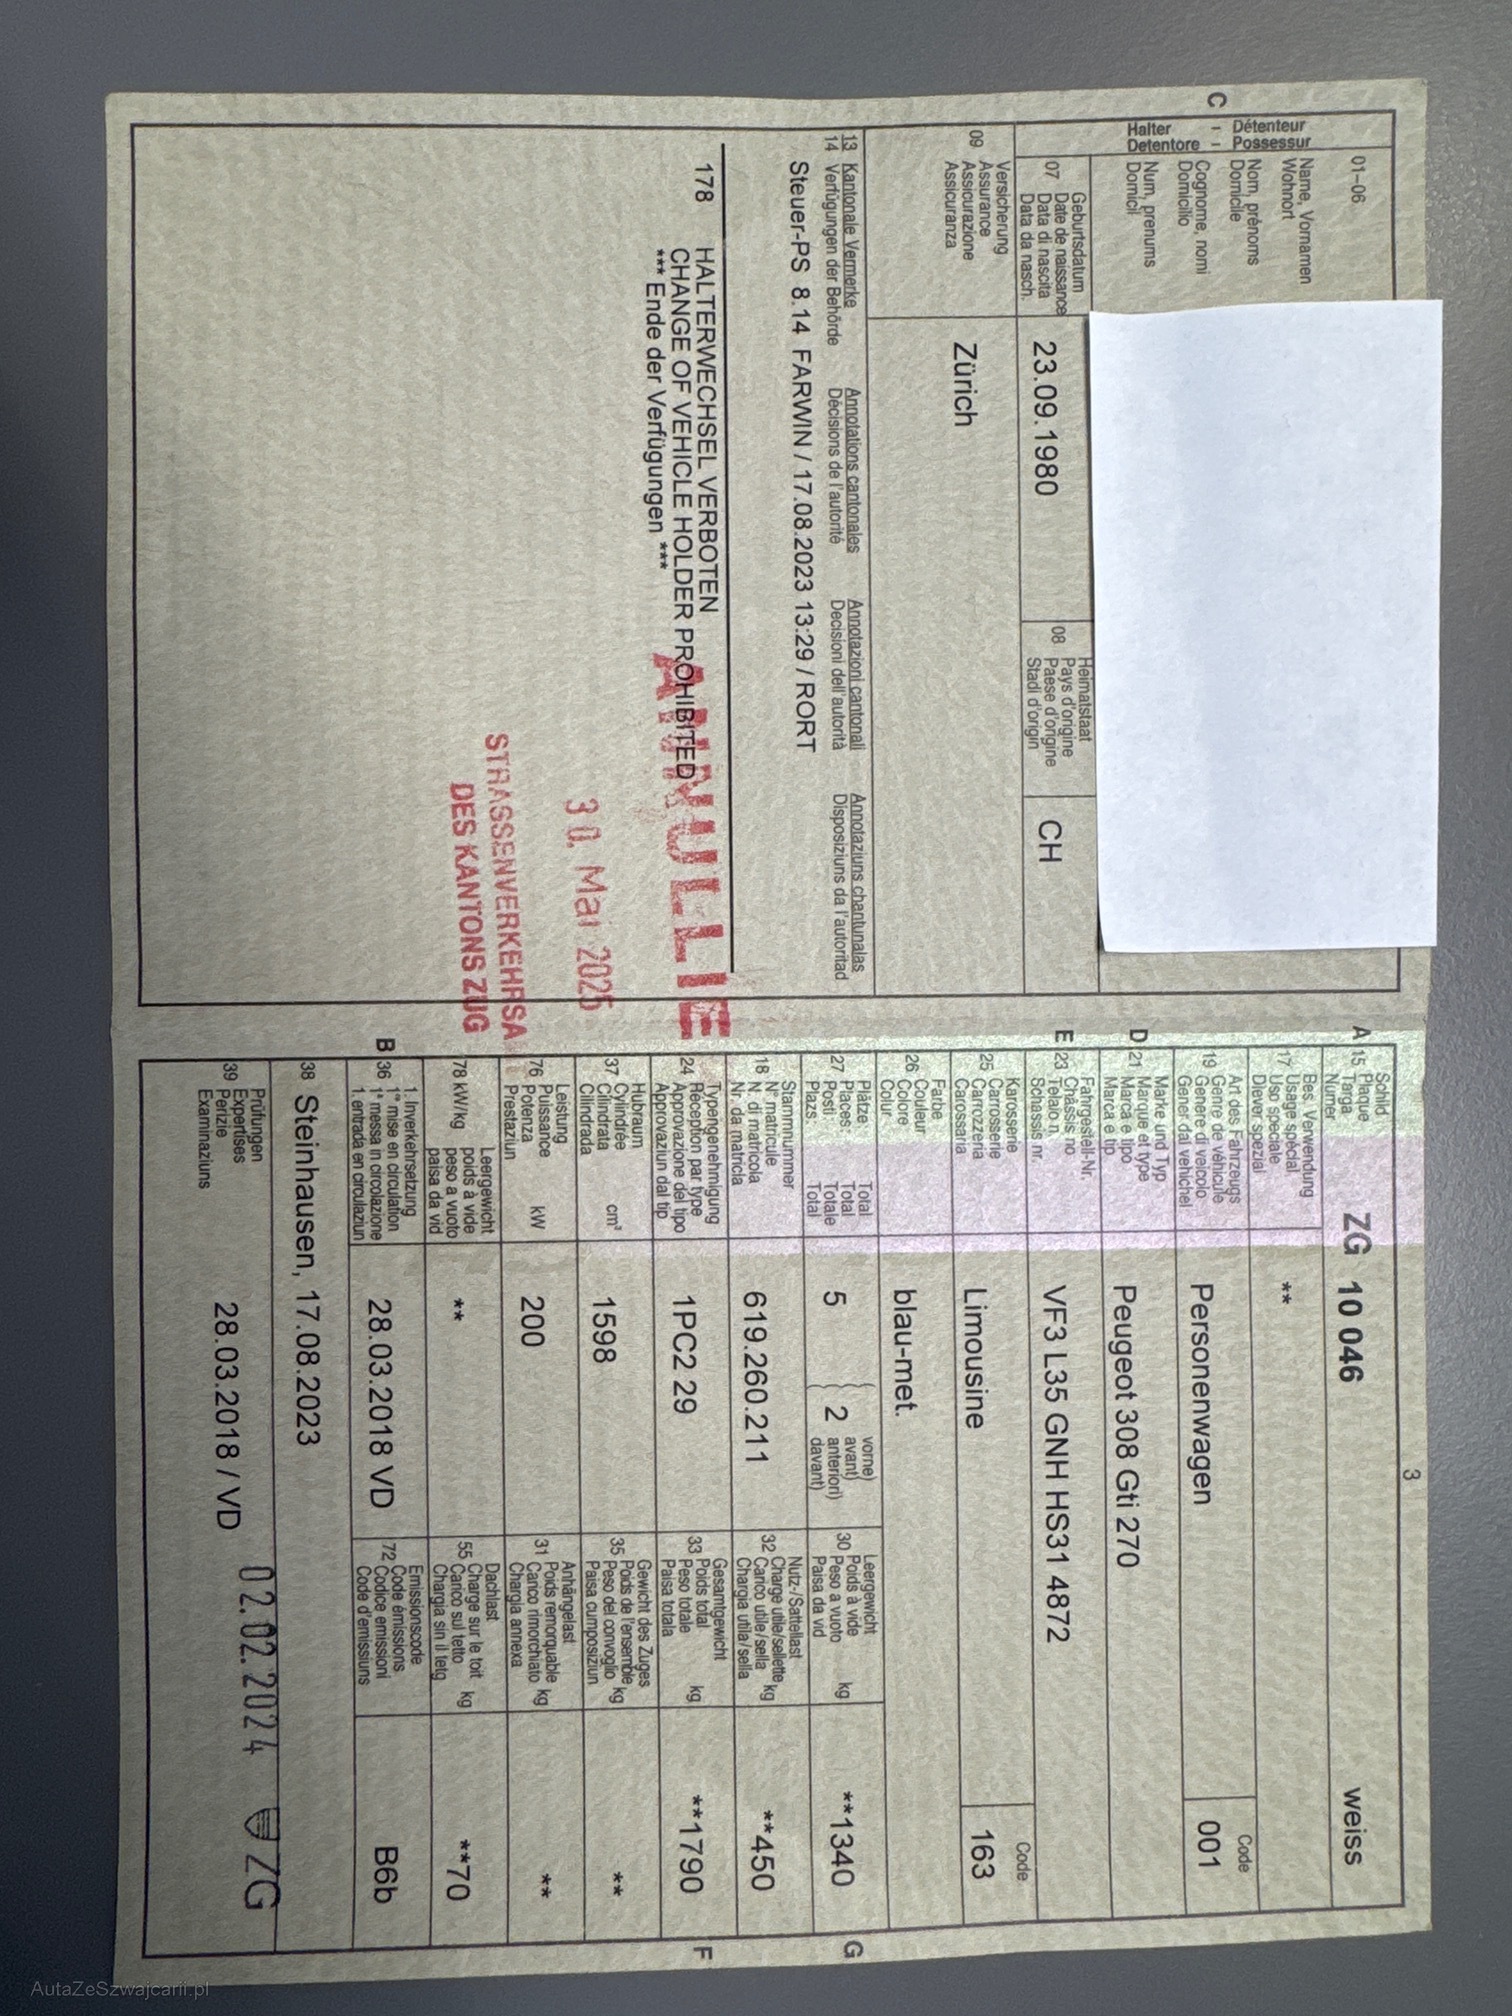 C
Halter - Détenteur
Detentore - Possessur
01–06
Name, Vornamen
Wohnort
Nom, prénoms
Domicile
Cognome, nomi
Domicilio
Num, prenums
Domicil
07
Geburtsdatum
Date de naissance
Data di nascita
Data da nasch.
23.09.1980
08
Heimatstaat
Pays d'origine
Paese d'origine
Stadi d'origin
CH
09
Versicherung
Assurance
Assicurazione
Assicuranza
Zürich
13 Kantonale Vermerke Annotations cantonales Annotazioni cantonali Annotaziuns chantunalas
14 Verfügungen der Behörde Décisions de l'autorité Decisioni dell'autorità Disposiziuns da l'autoritad
Steuer-PS 8.14 FARWIN / 17.08.2023 13:29 / RORT
178 HALTERWECHSEL VERBOTEN
CHANGE OF VEHICLE HOLDER PROHIBITED
*** Ende der Verfügungen ***
ANNULLIE
30. Mai 2025
STRASSENVERKEHRSA
DES KANTONS ZUG
3
A 15
Schild
Plaque
Targa
Numer
ZG 10 046 weiss
17
Bes. Verwendung
Usage spécial
Uso speciale
Diever spezial
**
19
Art des Fahrzeugs
Genre de véhicule
Genere di veicolo
Gener dal vehichel
Personenwagen
Code
001
D 21
Marke und Typ
Marque et type
Marca e tipo
Marca e tip
Peugeot 308 Gti 270
E 23
Fahrgestell-Nr.
Châssis no
Telaio n.
Schassis nr.
VF3 L35 GNH HS31 4872
25
Karosserie
Carrosserie
Carrozzeria
Carossaria
Limousine
Code
163
26
Farbe
Couleur
Colore
Colur
blau-met.
27
Plätze Total
Places: Total
Posti: Totale
Plazs: Total
5
2
vorne)
avant)
anteriori)
davant)
30
Leergewicht
Poids à vide
Peso a vuoto
Paisa da vid
kg
**1340
G
18
Stammnummer
N° matricule
N. di matricola
Nr. da matricla
619.260.211
32
Nutz-/Sattellast
Charge utile/sellette
Carico utile/sella
Chargia utila/sella
kg
**450
24
Typengenehmigung
Réception par type
Approvazione del tipo
Approvaziun dal tip
1PC2 29
33
Gesamtgewicht
Poids total
Peso totale
Paisa totala
kg
**1790
F
37
Hubraum
Cylindrée
Cilindrata
Cilindrada
cm³
1598
35
Gewicht des Zuges
Poids de l'ensemble
Peso del convoglio
Paisa cumposiziun
kg
**
76
Leistung
Puissance
Potenza
Prestaziun
kW
200
31
Anhängelast
Poids remorquable
Carico rimorchiato
Chargia annexa
kg
**
78 kW/kg
Leergewicht
poids à vide
peso a vuoto
paisa da vid
**
55
Dachlast
Charge sur le toit
Carico sul tetto
Chargia sin il tetg
kg
**70
B 36
1. Inverkehrsetzung
1re mise en circulation
1a messa in circolazione
1. entrada en circulaziun
28.03.2018 VD
72
Emissionscode
Code émissions
Codice emissioni
Code d'emissiuns
B6b
38 Steinhausen, 17.08.2023
39
Prüfungen
Expertises
Perizie
Examinaziuns
28.03.2018 / VD
02.02.2024 ZG
AutaZeSzwajcarii.pl